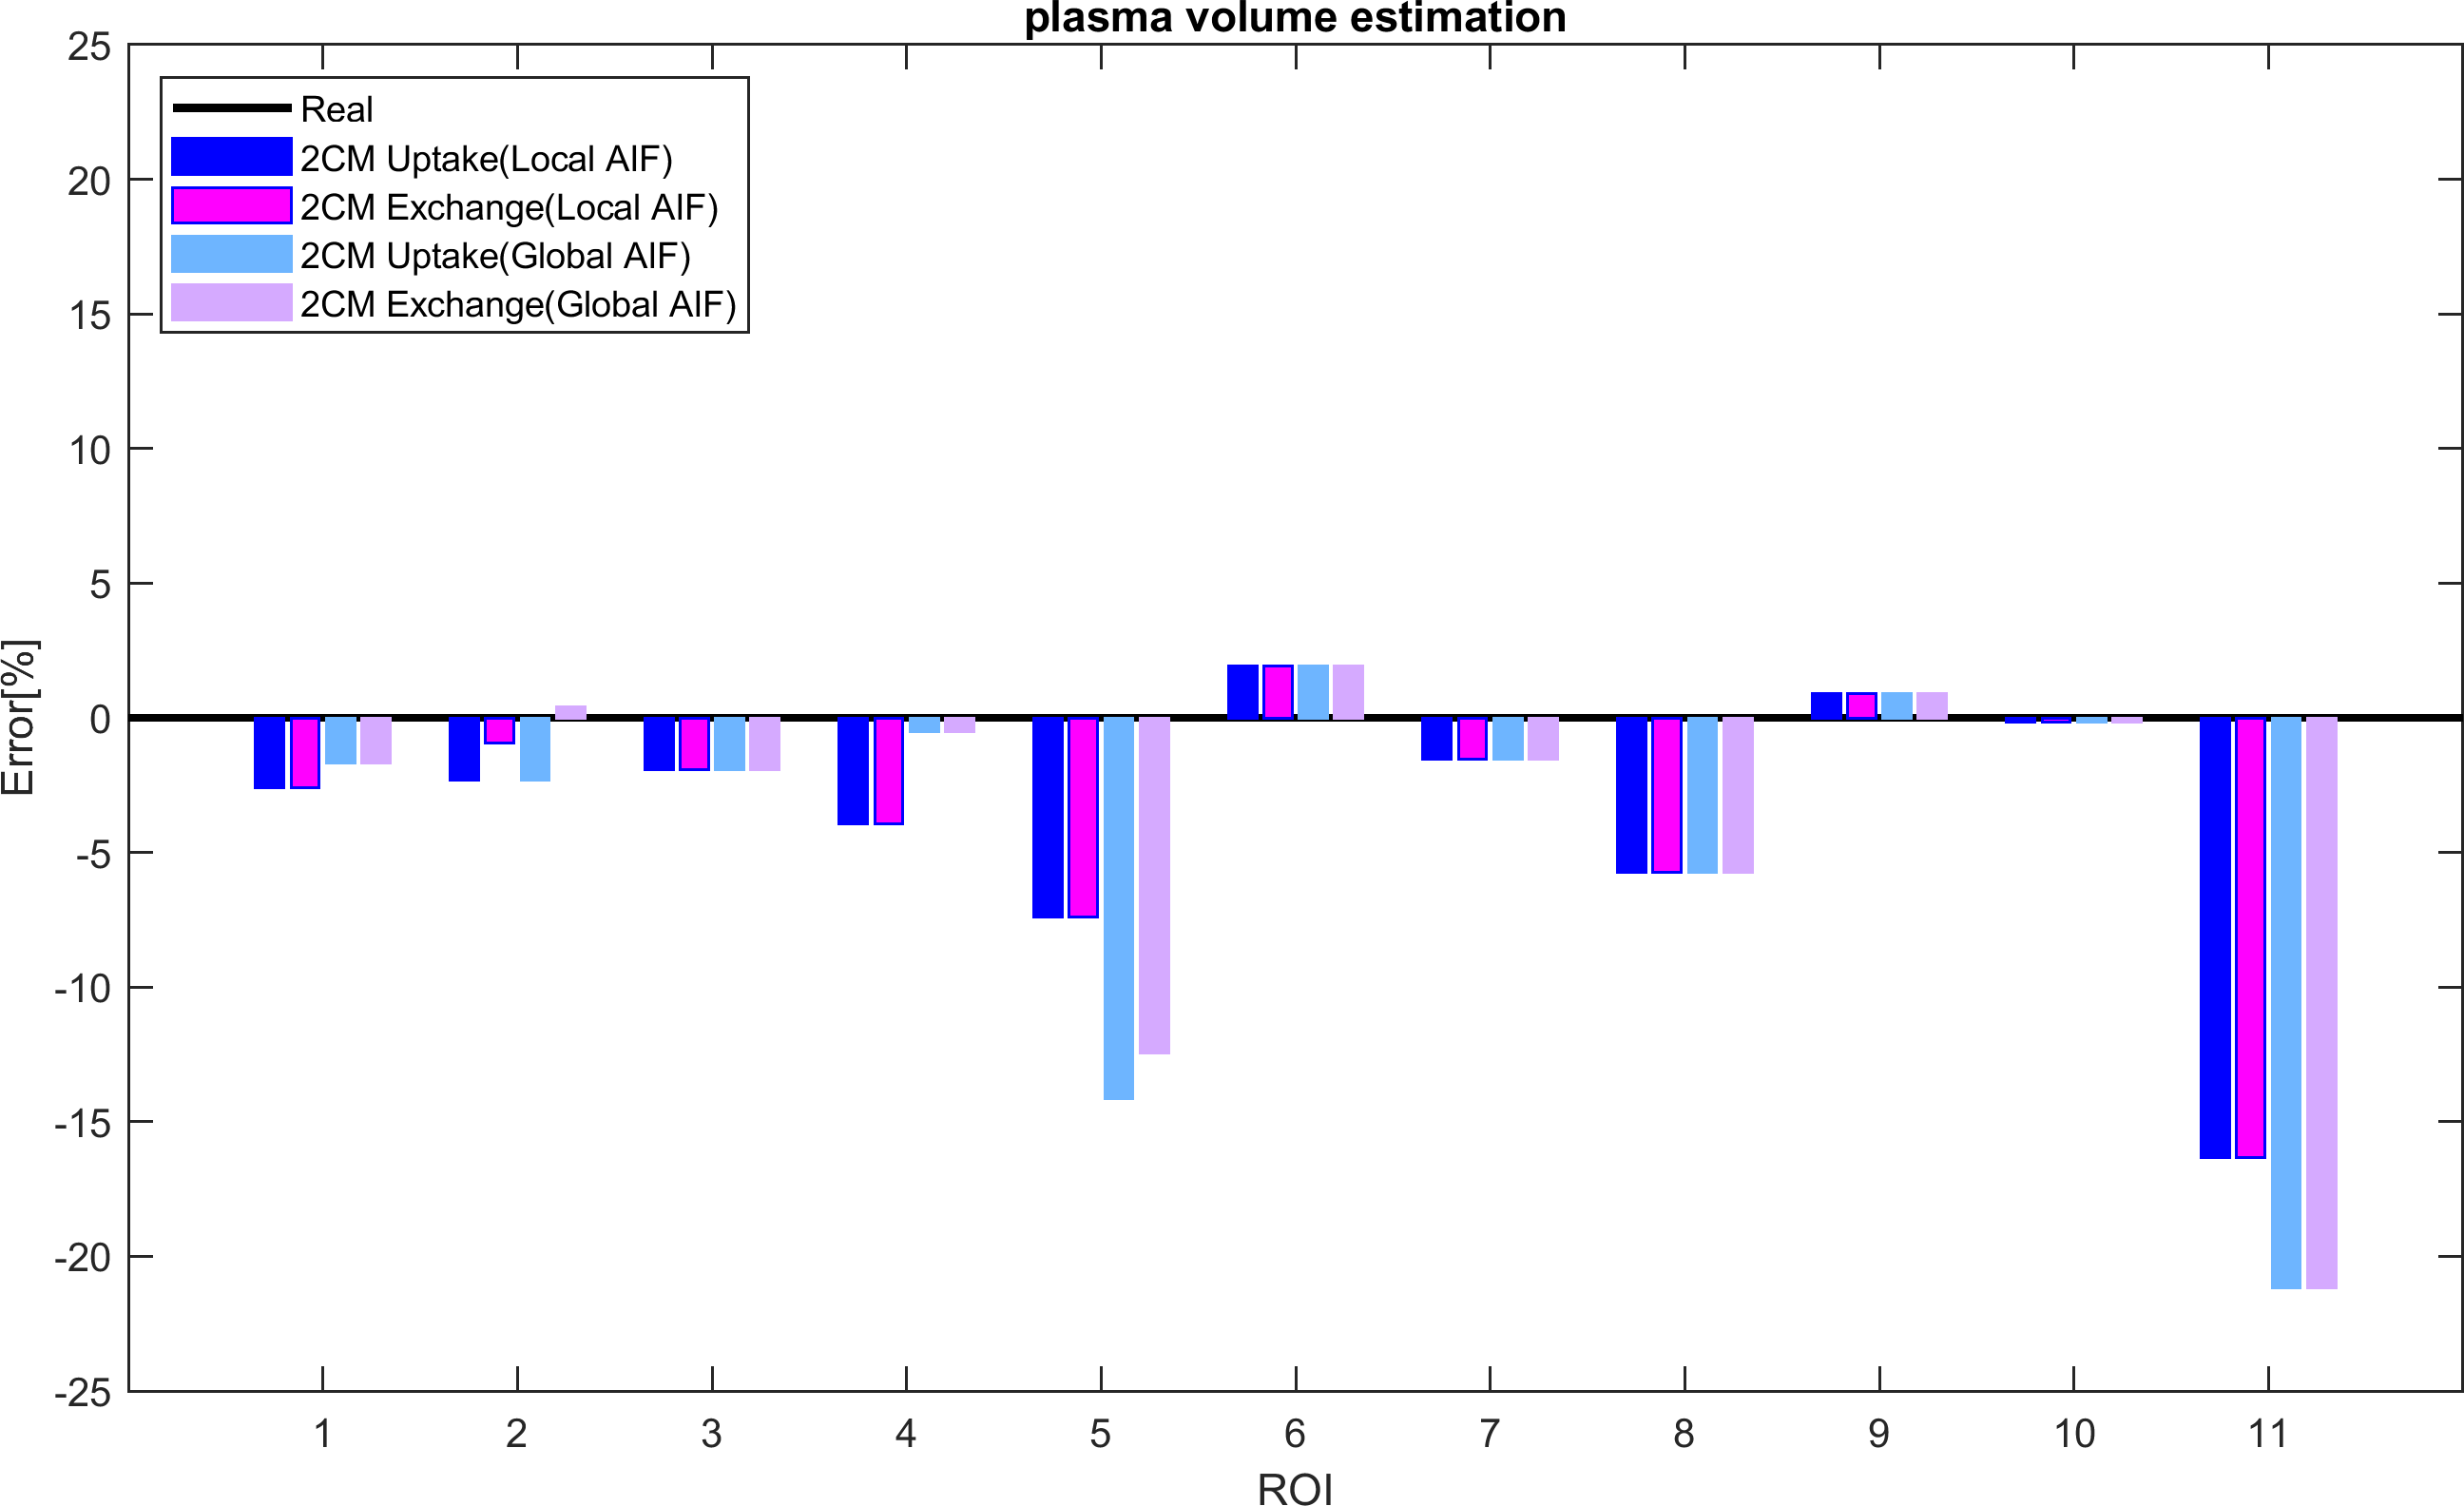 plasma volume estimation
25
20
15
10
5
0
-5
-10
-15
-20
-25
Error[%]
Real
2CM Uptake(Local AIF)
2CM Exchange(Local AIF)
2CM Uptake(Global AIF)
2CM Exchange(Global AIF)
1 2 3 4 5 6 7 8 9 10 11
ROI